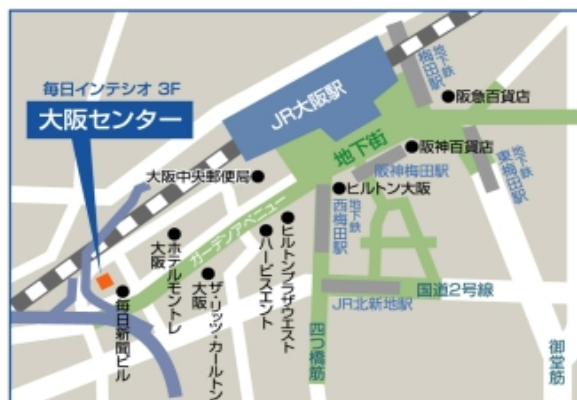 毎日インテシオ 3F
大阪センター
JR大阪駅
地下鉄
梅田駅
阪急百貨店
地下街
阪神百貨店
阪神梅田駅
地下鉄
東梅田駅
大阪中央郵便局
ヒルトン大阪
地下鉄
西梅田駅
ガーデンアベニュー
ホテルモントレ
大阪
ザ・リッツ・カールトン
大阪
ハービスエント
ヒルトンプラザウエスト
毎日新聞ビル
JR北新地駅
国道2号線
四つ橋筋
御堂筋